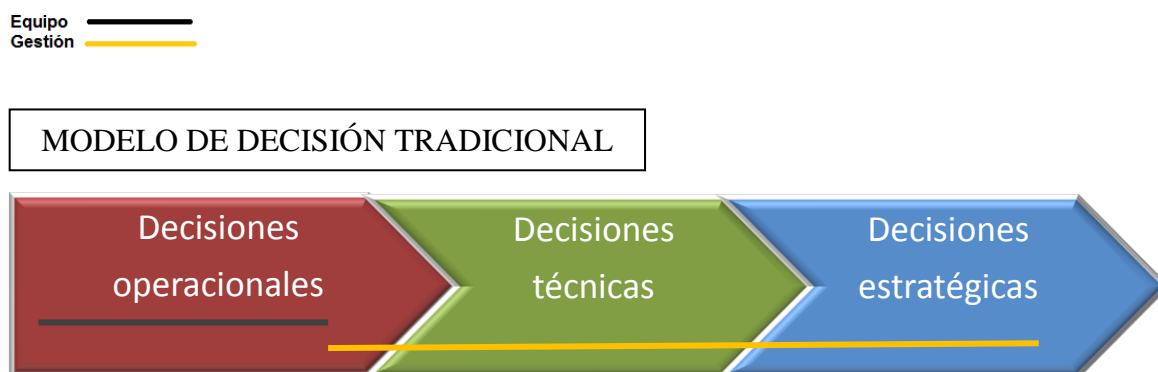 Equipo
Gestión
MODELO DE DECISIÓN TRADICIONAL
Decisiones
operacionales
Decisiones
técnicas
Decisiones
estratégicas